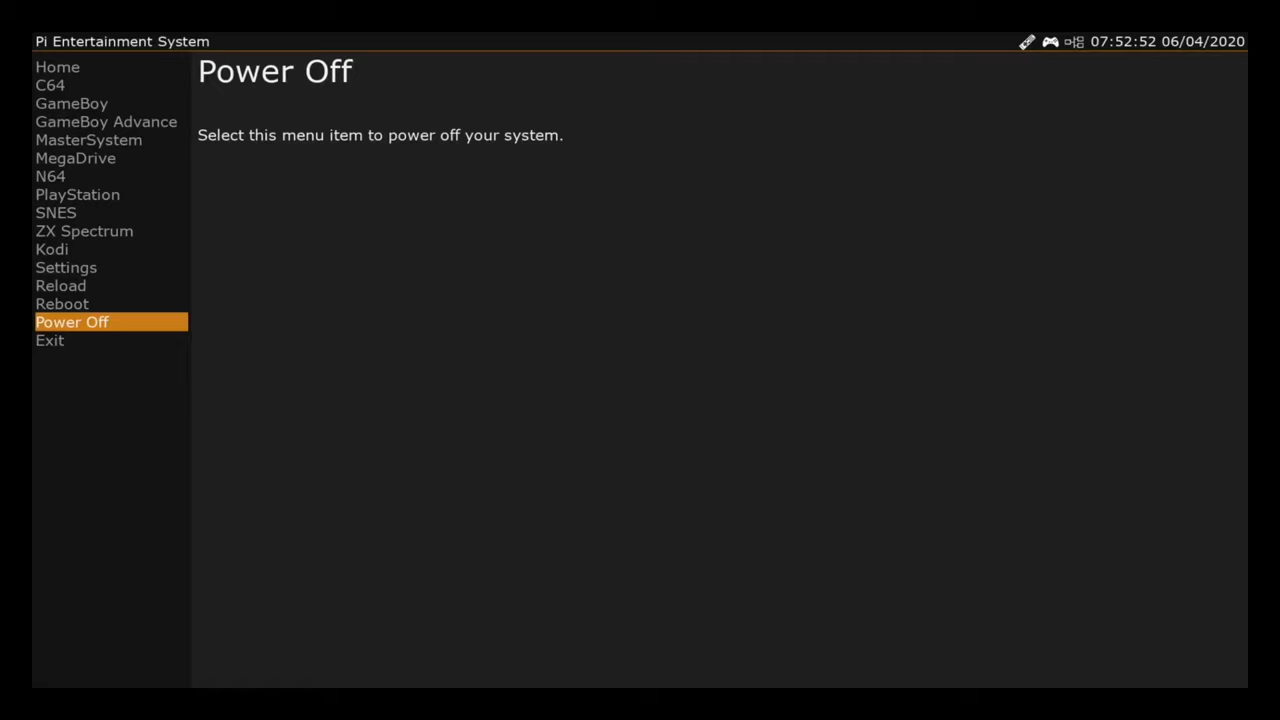 Pi Entertainment System
07:52:52 06/04/2020
Home
C64
GameBoy
GameBoy Advance
MasterSystem
MegaDrive
N64
PlayStation
SNES
ZX Spectrum
Kodi
Settings
Reload
Reboot
Power Off
Exit
Power Off
Select this menu item to power off your system.